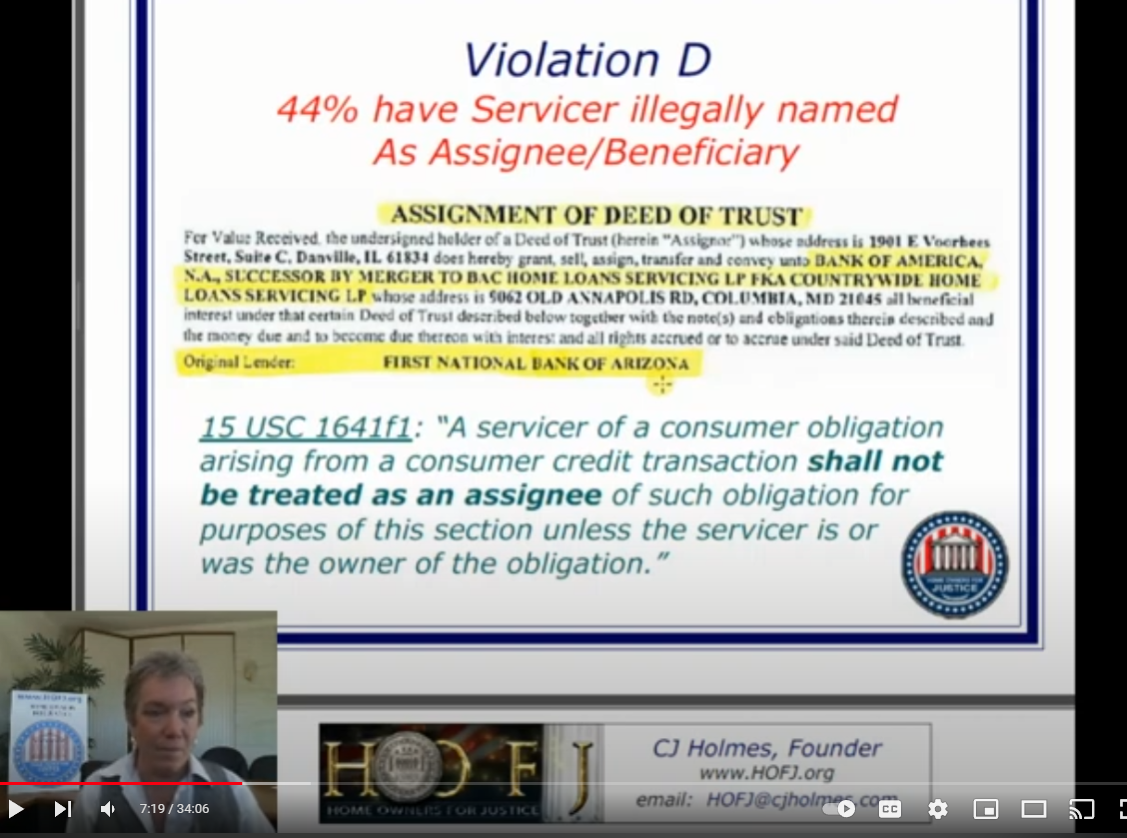 Violation D
44% have Servicer illegally named
As Assignee/Beneficiary
ASSIGNMENT OF DEED OF TRUST
For Value Received, the undersigned holder of a Deed of Trust (herein "Assignor") whose address is 1901 E Voorhees
Street, Suite C, Danville, IL 61834 does hereby grant, sell, assign, transfer and convey unto BANK OF AMERICA,
N.A., SUCCESSOR BY MERGER TO BAC HOME LOANS SERVICING LP FKA COUNTRYWIDE HOME
LOANS SERVICING LP whose address is 9062 OLD ANNAPOLIS RD, COLUMBIA, MD 21045 all beneficial
interest under that certain Deed of Trust described below together with the note(s) and obligations therein described and
the money due and to become due thereon with interest and all rights accrued or to accrue under said Deed of Trust.
Original Lender: FIRST NATIONAL BANK OF ARIZONA
15 USC 1641f1: “A servicer of a consumer obligation
arising from a consumer credit transaction shall not
be treated as an assignee of such obligation for
purposes of this section unless the servicer is or
was the owner of the obligation.”
HOME OWNERS FOR
JUSTICE
www.HOFJ.org
HOFJ
HOME OWNERS FOR JUSTICE
CJ Holmes, Founder
www.HOFJ.org
email: HOFJ@cjholmes.com
7:19 / 34:06
CC